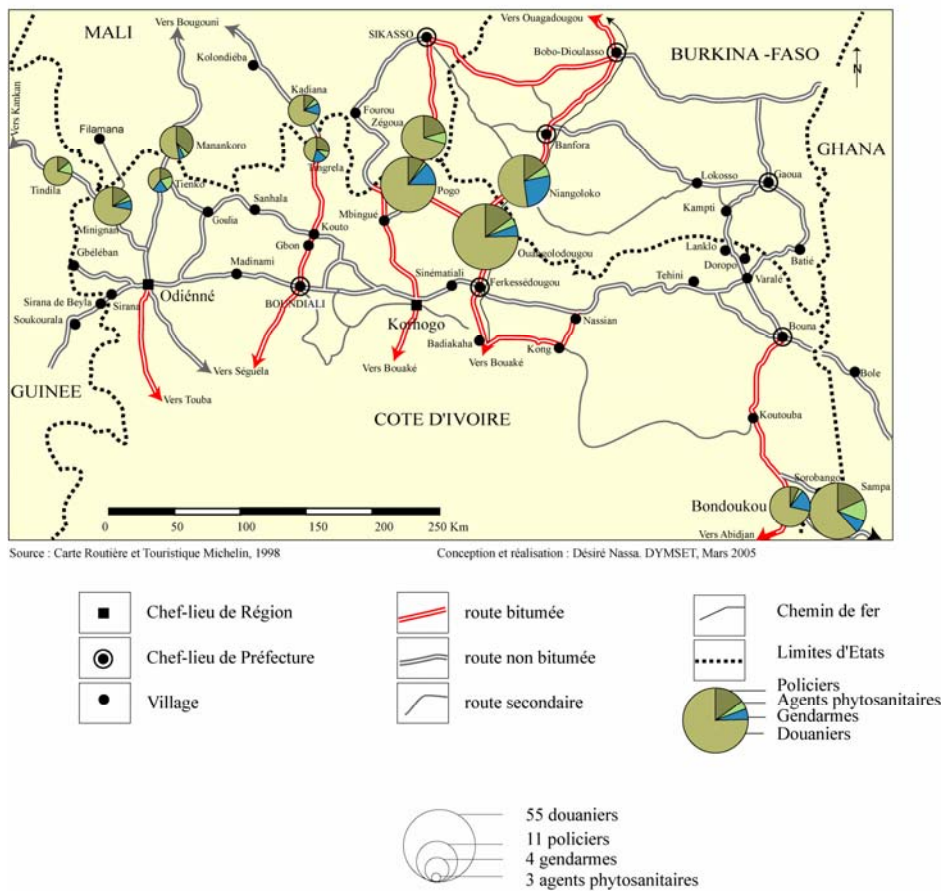 Vers Bougouni
Vers Ouagadougou
MALI
SIKASSO
Bobo-Dioulasso
BURKINA -FASO
Kolondiéba
N
Vers Kankan
Kadiana
Fourou
Zégoua
Filamana
Manankoro
Tingrela
Banfora
GHANA
Tindila
Tienko
Pogo
Niangoloko
Lokosso
Gaoua
Minignan
Goulia
Sanhala
Mbingué
Kampti
Gbéléban
Kouto
Ouangolodougou
Gbon
Lanklo
Doropo
Batié
Madinami
Sinématiali
Tehini
Varalé
Sirana de Beyla
Sirana
Odiénné
BOUNDIALI
Ferkessédougou
Soukourala
Korhogo
Nassian
Bouna
Badiakaha
Kong
Vers Séguéla
Vers Bouaké
Vers Bouaké
Bole
GUINEE
Vers Touba
COTE D'IVOIRE
Koutouba
Sorobango
Sampa
Bondoukou
0 50 100 150 200 250 Km
Vers Abidjan
Source : Carte Routière et Touristique Michelin, 1998
Conception et réalisation : Désiré Nassa. DYMSET, Mars 2005
Chef-lieu de Région
route bitumée
Chemin de fer
Chef-lieu de Préfecture
route non bitumée
Limites d'Etats
Village
route secondaire
Policiers
Agents phytosanitaires
Gendarmes
Douaniers
55 douaniers
11 policiers
4 gendarmes
3 agents phytosanitaires